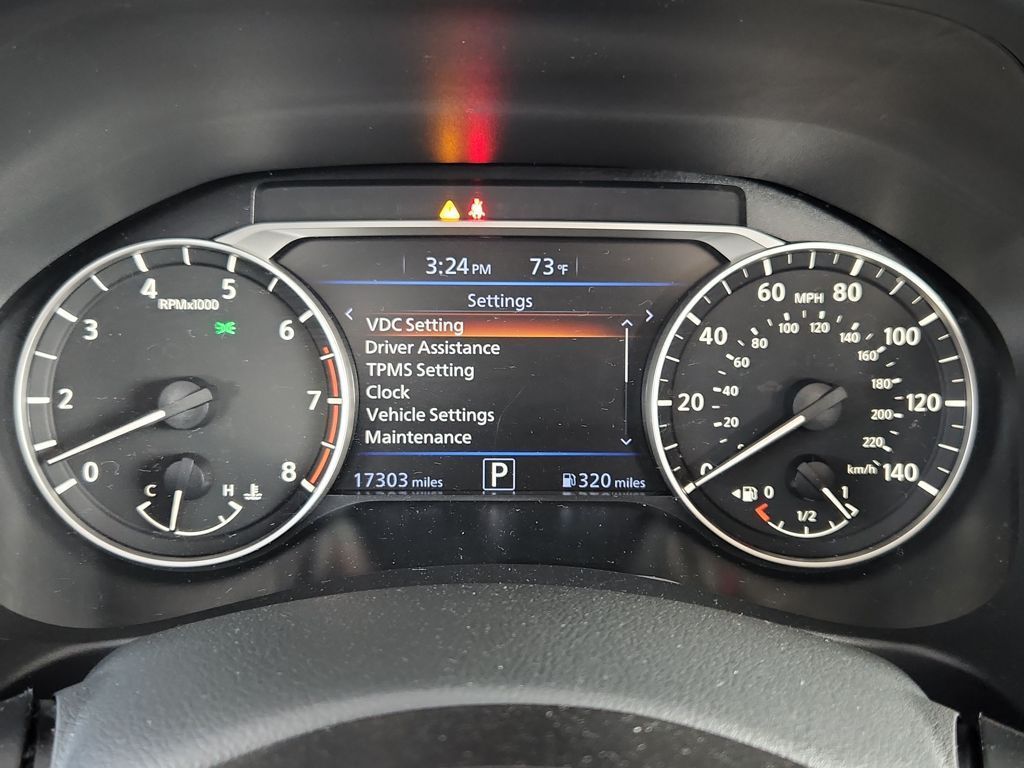 3:24 PM 73°F
Settings
VDC Setting
Driver Assistance
TPMS Setting
Clock
Vehicle Settings
Maintenance
17303 miles P 320 miles
RPMx1000
0 2 3 4 5 6 7 8
C H
MPH
0 20 40 60 80 100 120 140
20 40 60 80 100 120 140 160 180 200 220
km/h
0 1/2 1